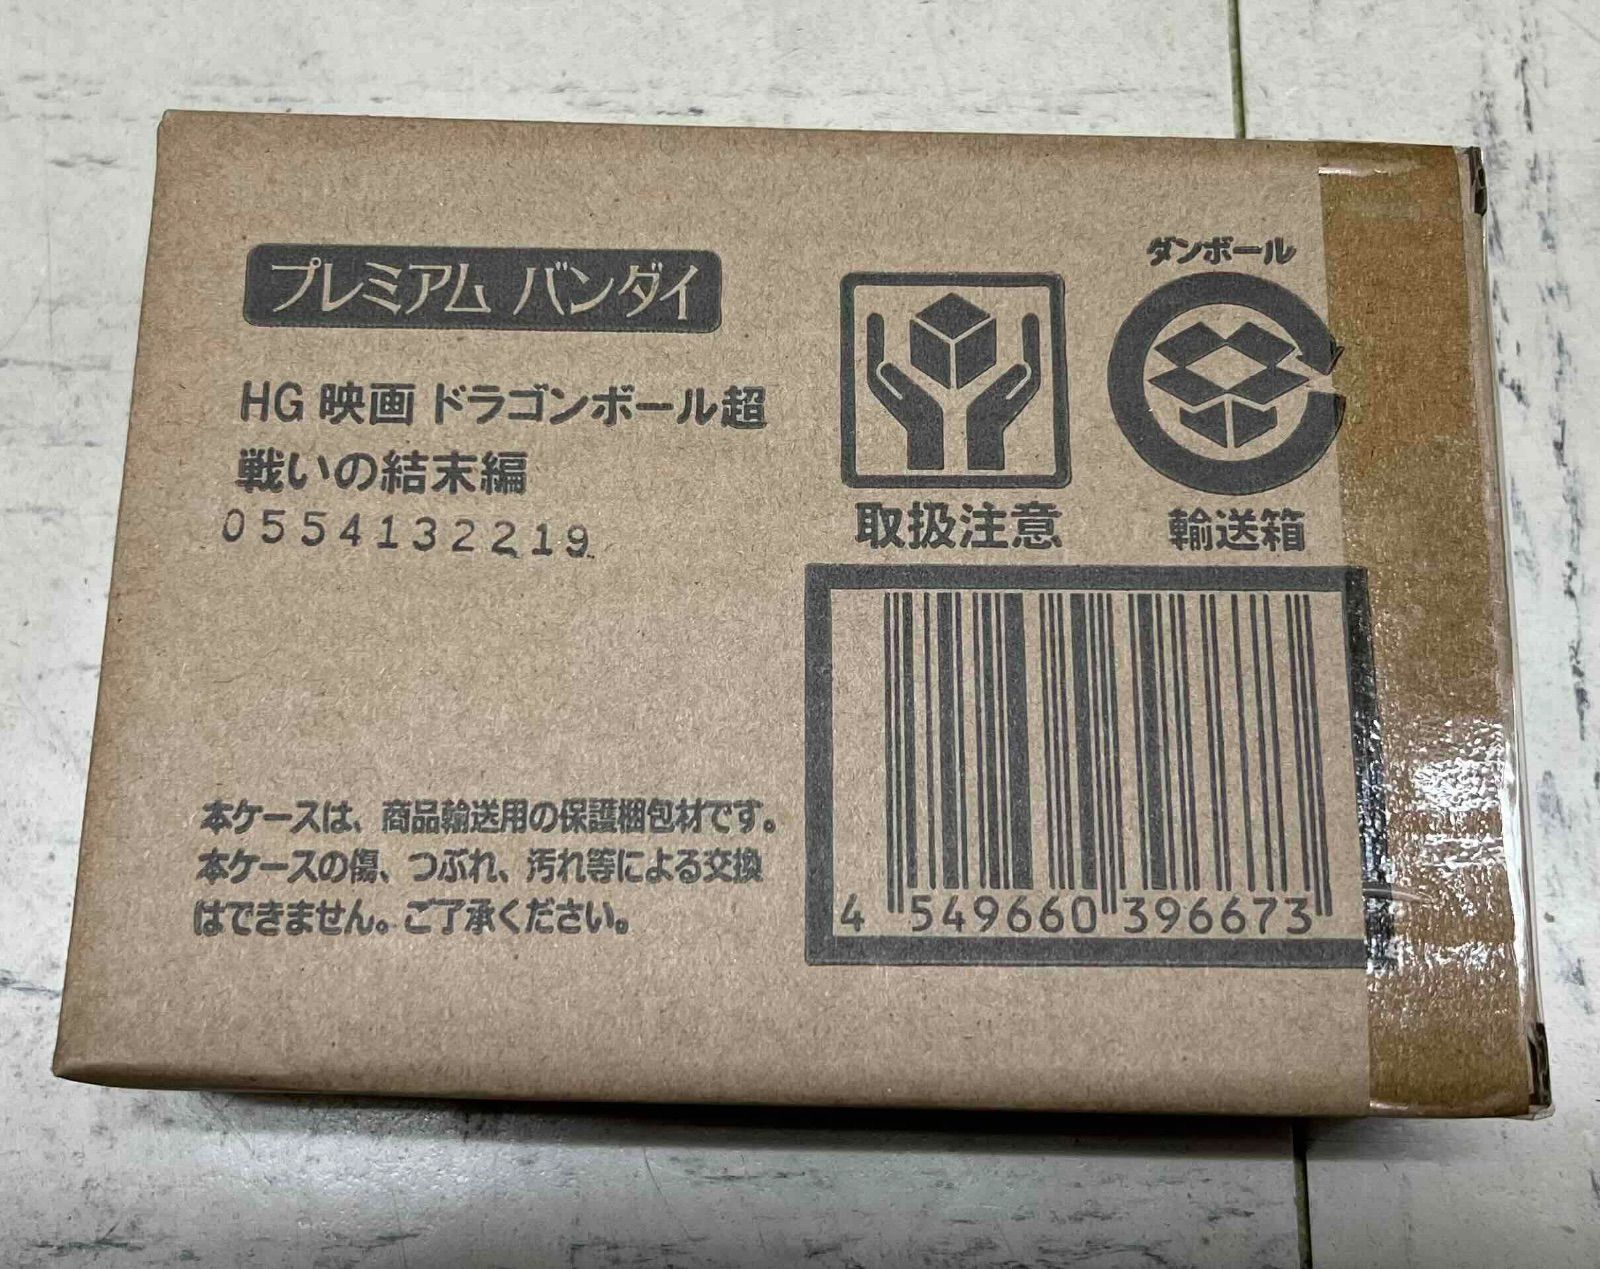 プレミアム バンダイ
HG 映画 ドラゴンボール超
戦いの結末編
0554132219
ダンボール
取扱注意
輸送箱
4 549660 396673
本ケースは、商品輸送用の保護梱包材です。
本ケースの傷、つぶれ、汚れ等による交換
はできません。ご了承ください。